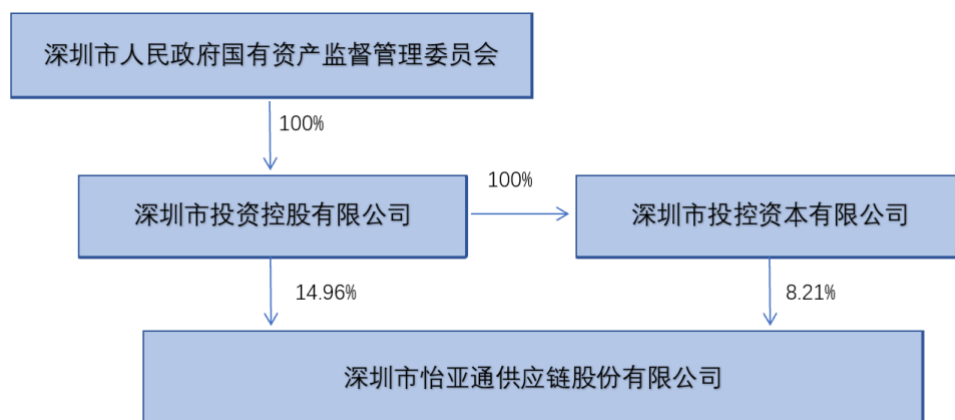 深圳市人民政府国有资产监督管理委员会
100%
100%
深圳市投资控股有限公司
深圳市投控资本有限公司
14.96%
8.21%
深圳市怡亚通供应链股份有限公司